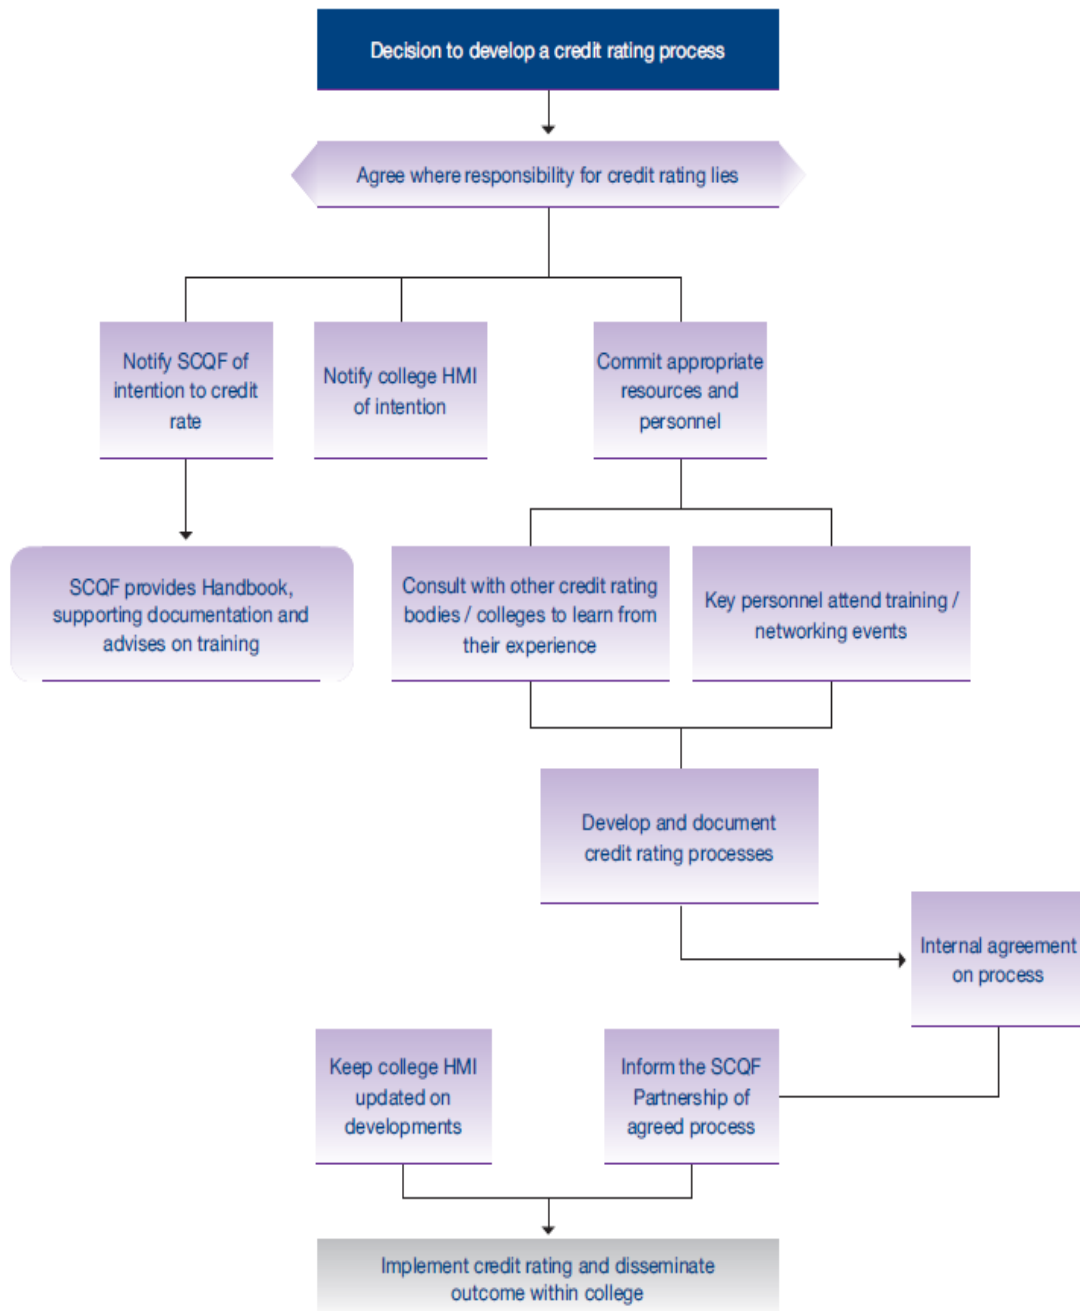 Decision to develop a credit rating process
Agree where responsibility for credit rating lies
Notify SCQF of
intention to credit
rate
Notify college HMI
of intention
Commit appropriate
resources and
personnel
SCQF provides Handbook,
supporting documentation and
advises on training
Consult with other credit rating
bodies / colleges to learn from
their experience
Key personnel attend training /
networking events
Develop and document
credit rating processes
Internal agreement
on process
Keep college HMI
updated on
developments
Inform the SCQF
Partnership of
agreed process
Implement credit rating and disseminate
outcome within college